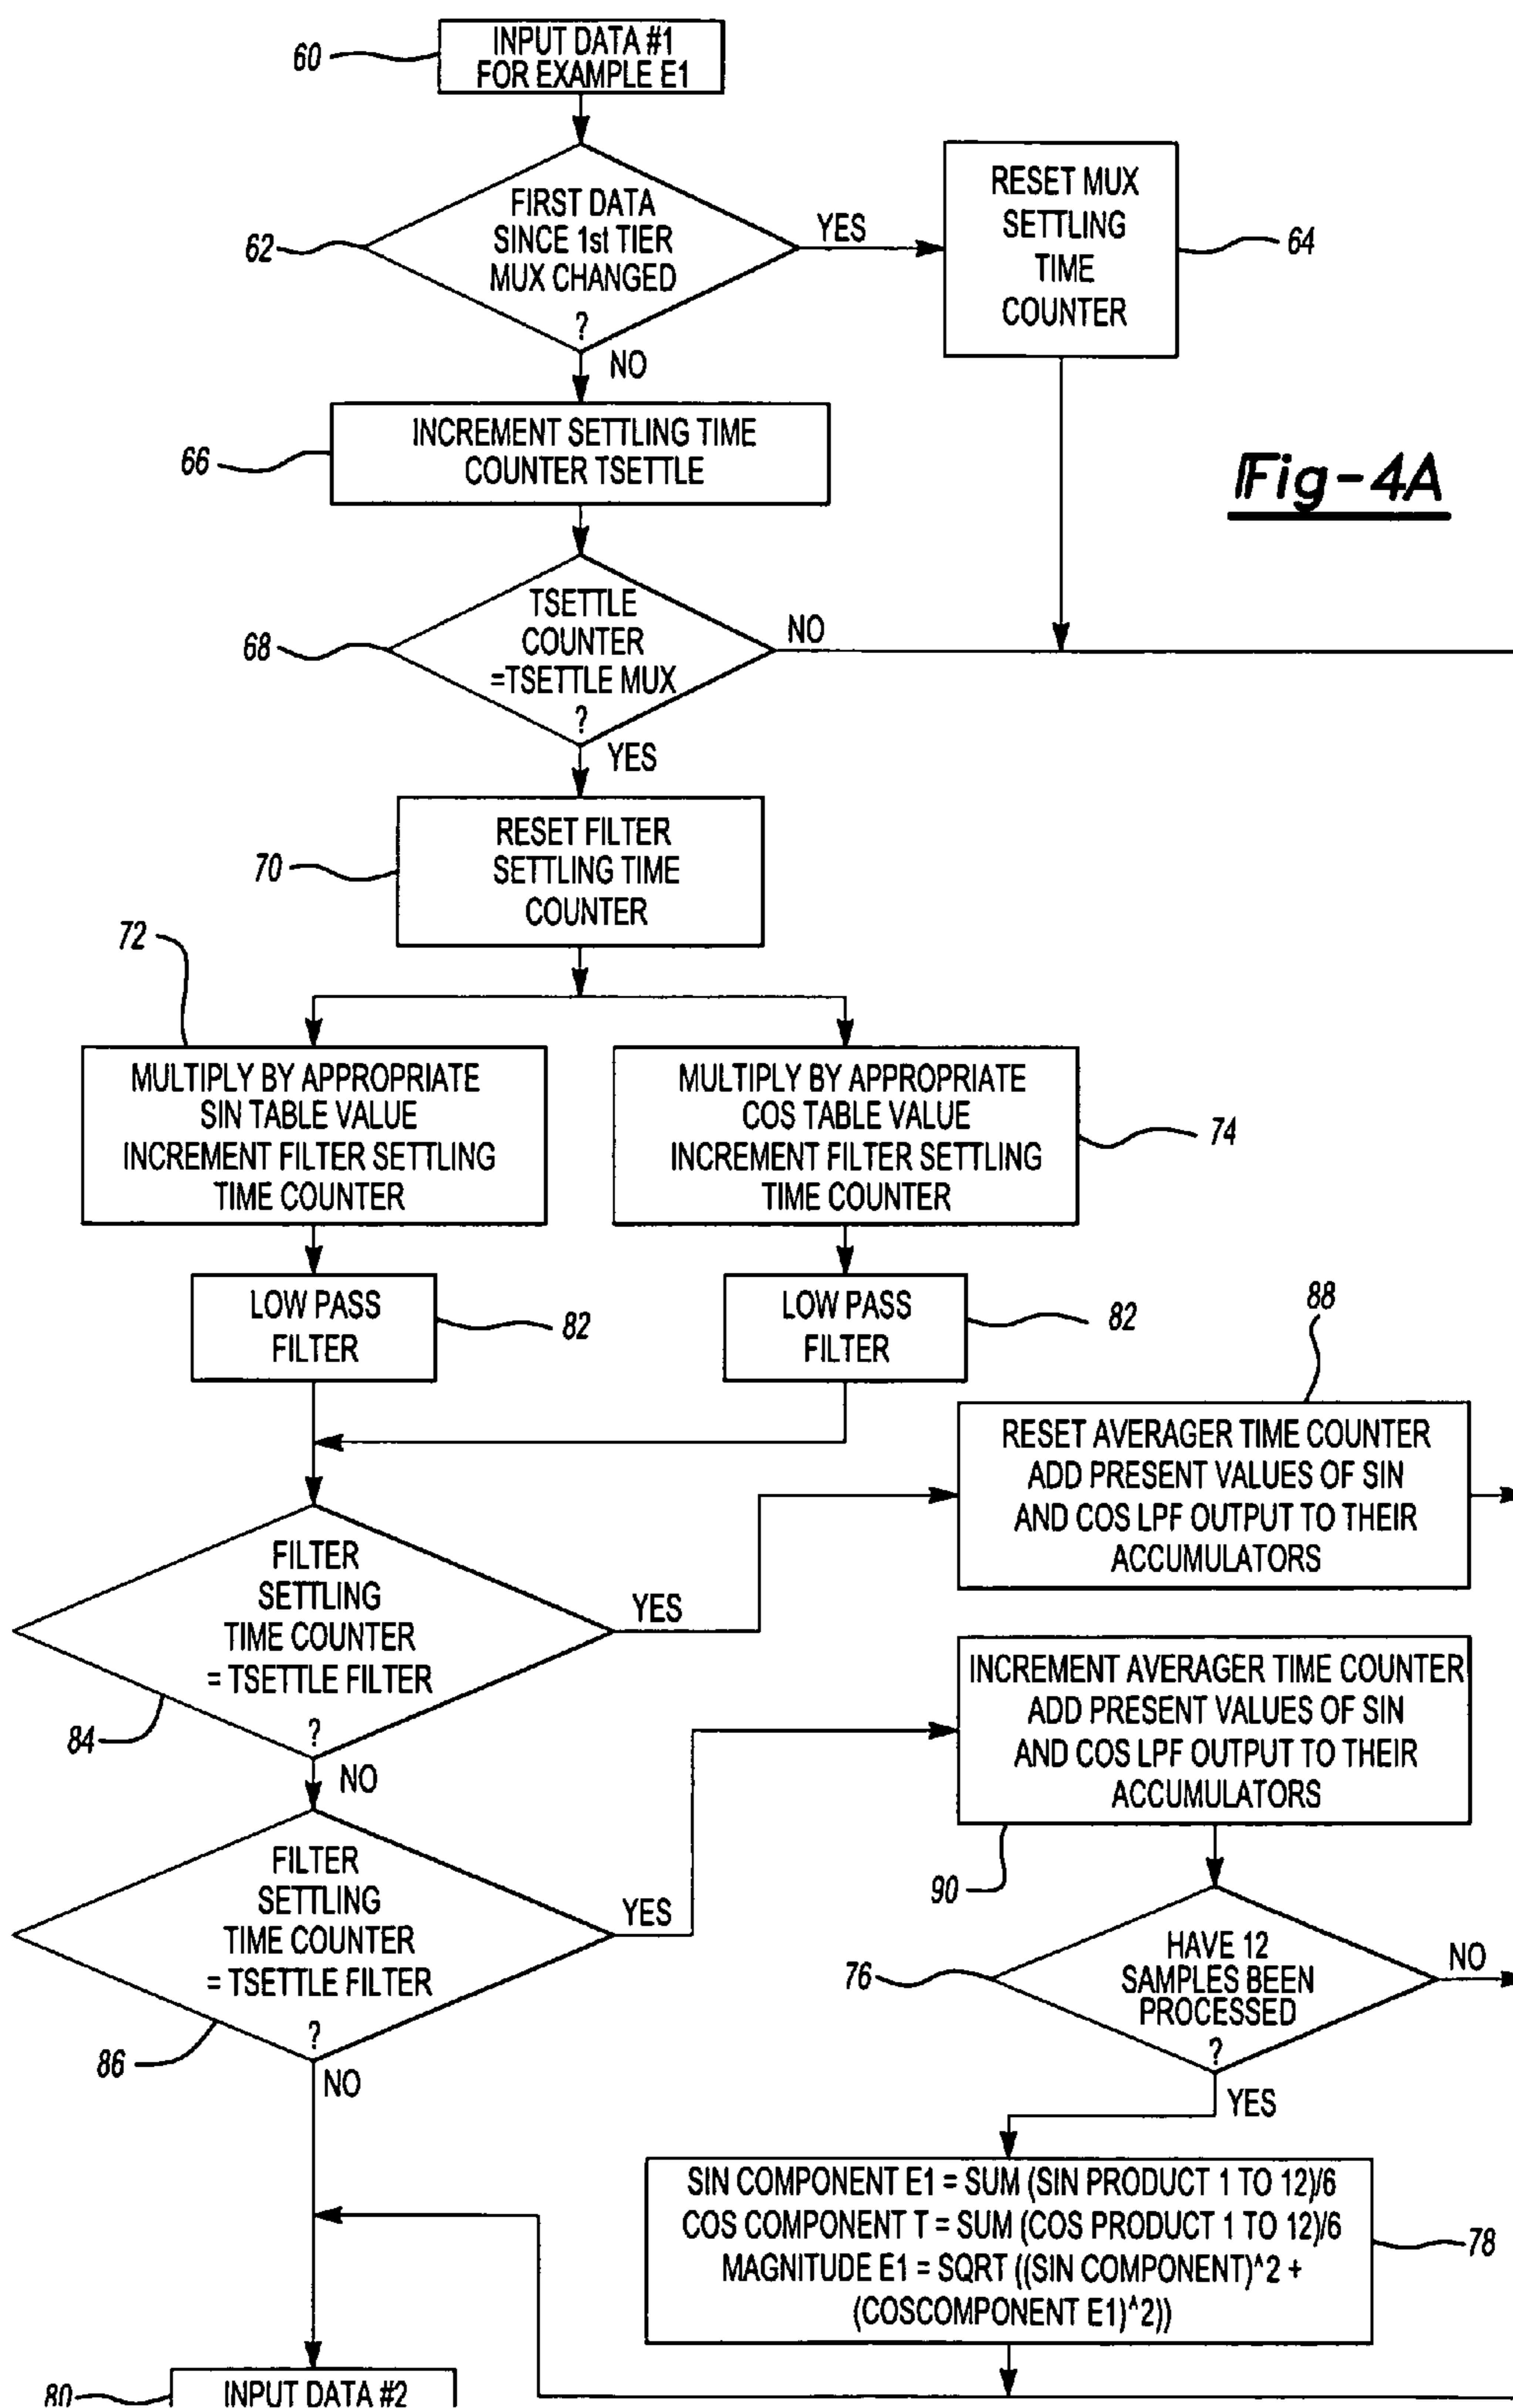 60
INPUT DATA #1
FOR EXAMPLE E1
62
FIRST DATA
SINCE 1st TIER
MUX CHANGED
?
YES
NO
RESET MUX
SETTLING
TIME
COUNTER
64
66
INCREMENT SETTLING TIME
COUNTER TSETTLE
Fig-4A
68
TSETTLE
COUNTER
=TSETTLE MUX
?
NO
YES
70
RESET FILTER
SETTLING TIME
COUNTER
72
MULTIPLY BY APPROPRIATE
SIN TABLE VALUE
INCREMENT FILTER SETTLING
TIME COUNTER
MULTIPLY BY APPROPRIATE
COS TABLE VALUE
INCREMENT FILTER SETTLING
TIME COUNTER
74
LOW PASS
FILTER
82
LOW PASS
FILTER
82
88
RESET AVERAGER TIME COUNTER
ADD PRESENT VALUES OF SIN
AND COS LPF OUTPUT TO THEIR
ACCUMULATORS
FILTER
SETTLING
TIME COUNTER
= TSETTLE FILTER
?
84
YES
NO
INCREMENT AVERAGER TIME COUNTER
ADD PRESENT VALUES OF SIN
AND COS LPF OUTPUT TO THEIR
ACCUMULATORS
90
FILTER
SETTLING
TIME COUNTER
= TSETTLE FILTER
?
86
YES
NO
76
HAVE 12
SAMPLES BEEN
PROCESSED
?
NO
YES
SIN COMPONENT E1 = SUM (SIN PRODUCT 1 TO 12)/6
COS COMPONENT T = SUM (COS PRODUCT 1 TO 12)/6
MAGNITUDE E1 = SQRT ((SIN COMPONENT)^2 +
(COSCOMPONENT E1)^2))
78
80
INPUT DATA #2